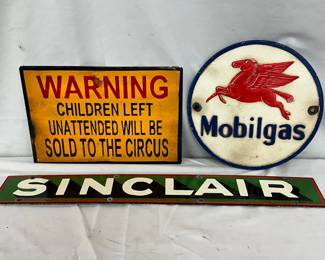 WARNING
CHILDREN LEFT
UNATTENDED WILL BE
SOLD TO THE CIRCUS
Mobilgas
SINCLAIR